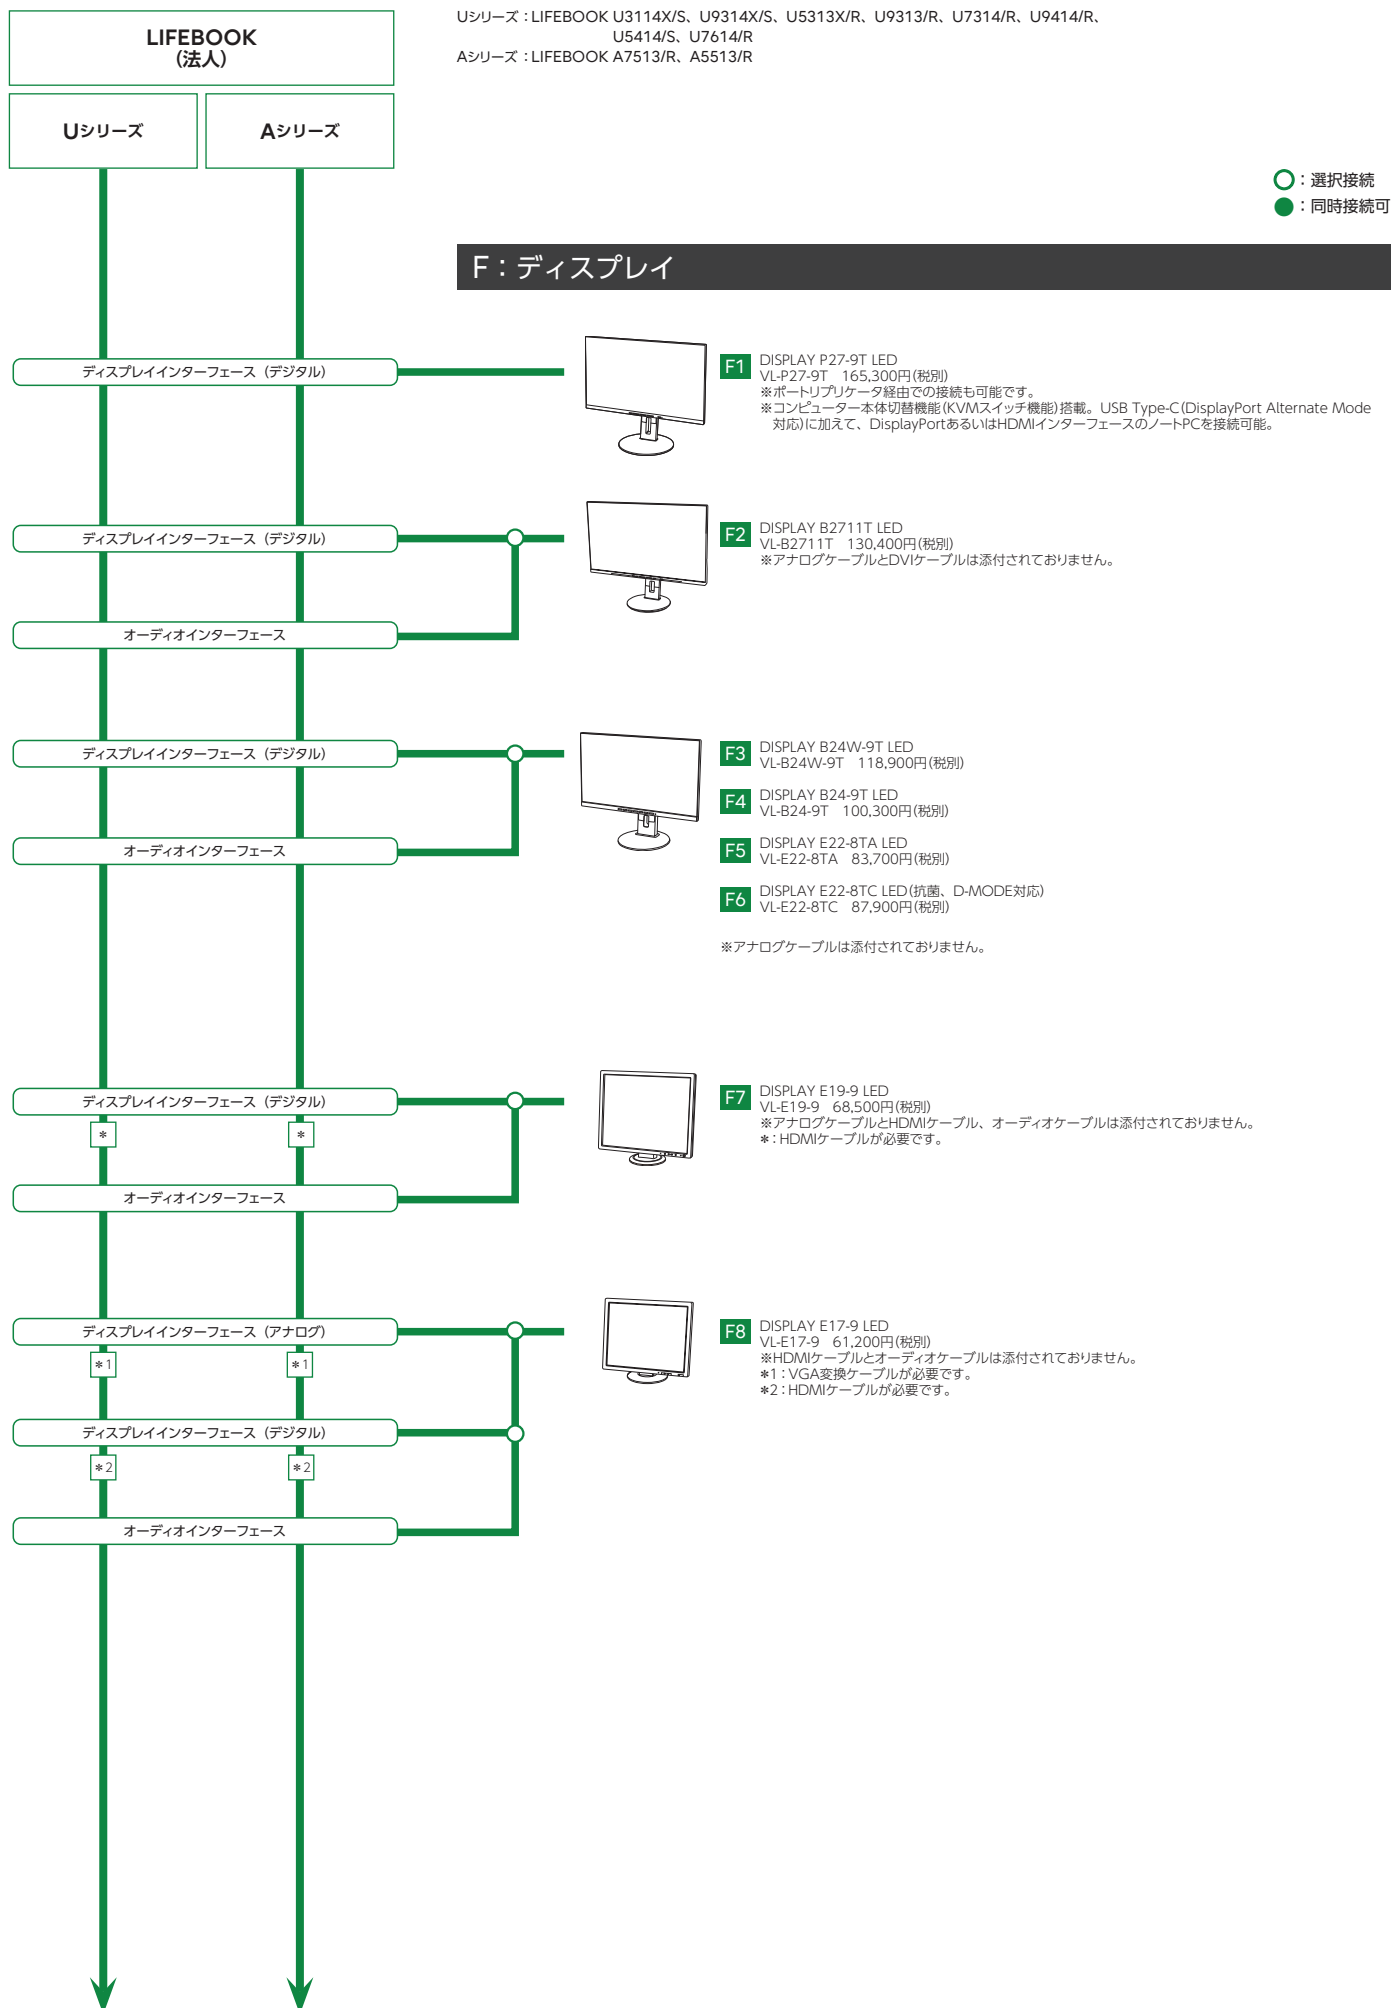 LIFEBOOK
(法人)
Uシリーズ：LIFEBOOK U3114X/S、U9314X/S、U5313X/R、U9313/R、U7314/R、U9414/R、
U5414/S、U7614/R
Aシリーズ：LIFEBOOK A7513/R、A5513/R
Uシリーズ
Aシリーズ
：選択接続
：同時接続可
F：ディスプレイ
ディスプレイインターフェース（デジタル）
F1
DISPLAY P27-9T LED
VL-P27-9T　165,300円(税別)
※ポートリプリケータ経由での接続も可能です。
※コンピューター本体切替機能(KVMスイッチ機能)搭載。USB Type-C(DisplayPort Alternate Mode
対応)に加えて、DisplayPortあるいはHDMIインターフェースのノートPCを接続可能。
ディスプレイインターフェース（デジタル）
F2
DISPLAY B2711T LED
VL-B2711T　130,400円(税別)
※アナログケーブルとDVIケーブルは添付されておりません。
オーディオインターフェース
ディスプレイインターフェース（デジタル）
F3
DISPLAY B24W-9T LED
VL-B24W-9T　118,900円(税別)
F4
DISPLAY B24-9T LED
VL-B24-9T　100,300円(税別)
オーディオインターフェース
F5
DISPLAY E22-8TA LED
VL-E22-8TA　83,700円(税別)
F6
DISPLAY E22-8TC LED(抗菌、D-MODE対応)
VL-E22-8TC　87,900円(税別)
※アナログケーブルは添付されておりません。
ディスプレイインターフェース（デジタル）
＊
＊
F7
DISPLAY E19-9 LED
VL-E19-9　68,500円(税別)
※アナログケーブルとHDMIケーブル、オーディオケーブルは添付されておりません。
＊：HDMIケーブルが必要です。
オーディオインターフェース
ディスプレイインターフェース（アナログ）
＊1
＊1
F8
DISPLAY E17-9 LED
VL-E17-9　61,200円(税別)
※HDMIケーブルとオーディオケーブルは添付されておりません。
＊1：VGA変換ケーブルが必要です。
＊2：HDMIケーブルが必要です。
ディスプレイインターフェース（デジタル）
＊2
＊2
オーディオインターフェース